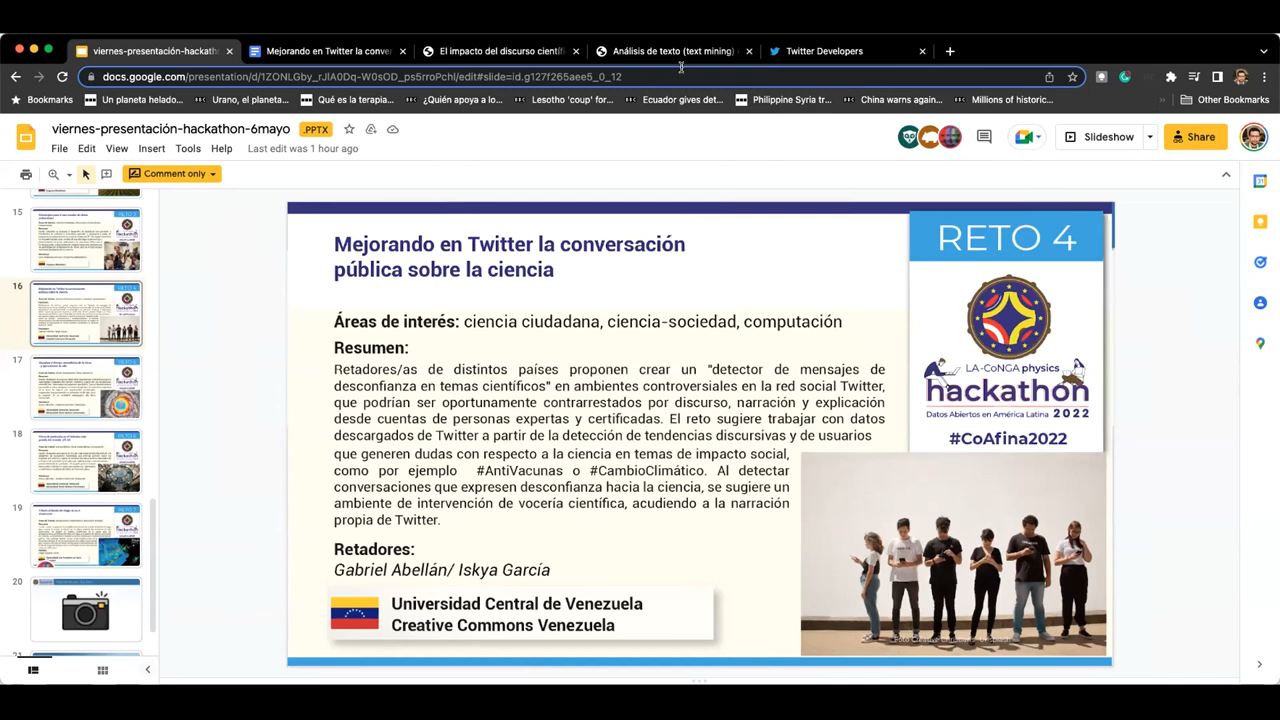 viernes-presentación-hackath
Mejorando en Twitter la conver
El impacto del discurso científi
Análisis de texto (text mining)
Twitter Developers
docs.google.com/presentation/d/1ZONLGby_rJlA0Dq-W0sOD_ps5rroPchl/edit#slide=id.g127f265aee5_0_12
Bookmarks
Un planeta helado...
Urano, el planeta...
Qué es la terapia...
¿Quién apoya a lo...
Lesotho 'coup' for...
Ecuador gives det...
Philippine Syria tr...
China warns again...
Millions of historic...
Other Bookmarks
viernes-presentación-hackathon-6mayo
.PPTX
Slideshow
Share
File Edit View Insert Tools Help Last edit was 1 hour ago
Comment only
15
16
17
18
19
20
Mejorando en Twitter la conversación
pública sobre la ciencia
RETO 4
Áreas de interés: ciencia ciudadana, ciencia-sociedad, computación
Resumen:
Retadores/as de distintos países proponen crear un "detector de mensajes de
desconfianza en temas científicos" en ambientes controversiales de la red social Twitter,
que podrán ser oportunamente contrarrestados por discurso, narración y explicación
desde cuentas de personas expertas y certificadas. El reto sugiere trabajar con datos
descargados de Twitter a partir de la detección de tendencias discursivas y de usuarios
que generen dudas con respecto a la ciencia en temas de impacto social,
como por ejemplo #AntiVacunas o #CambioClimático. Al detectar
conversaciones que originen desconfianza hacia la ciencia, se sugiere un
ambiente de intervención de vocería científica, acudiendo a la narración
propia de Twitter.
Retadores:
Gabriel Abellán/ Iskya García
Universidad Central de Venezuela
Creative Commons Venezuela
LA-CoNGA physics
hackathon
Datos Abiertos en América Latina 2022
#CoAfina2022